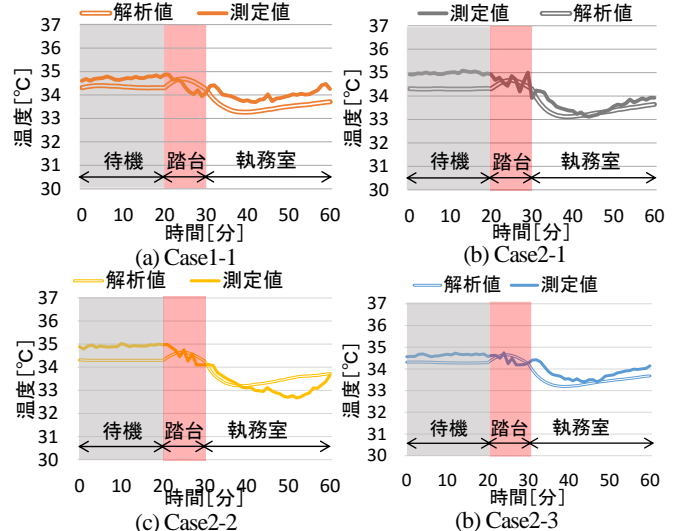 解析値 測定値
温度[℃]
37
36
35
34
33
32
31
30
待機 踏台 執務室
0 10 20 30 40 50 60
時間[分]
(a) Case1-1
測定値 解析値
温度[℃]
37
36
35
34
33
32
31
30
待機 踏台 執務室
0 10 20 30 40 50 60
時間[分]
(b) Case2-1
解析値 測定値
温度[℃]
37
36
35
34
33
32
31
30
待機 踏台 執務室
0 10 20 30 40 50 60
時間[分]
(c) Case2-2
解析値 測定値
温度[℃]
37
36
35
34
33
32
31
30
待機 踏台 執務室
0 10 20 30 40 50 60
時間[分]
(b) Case2-3